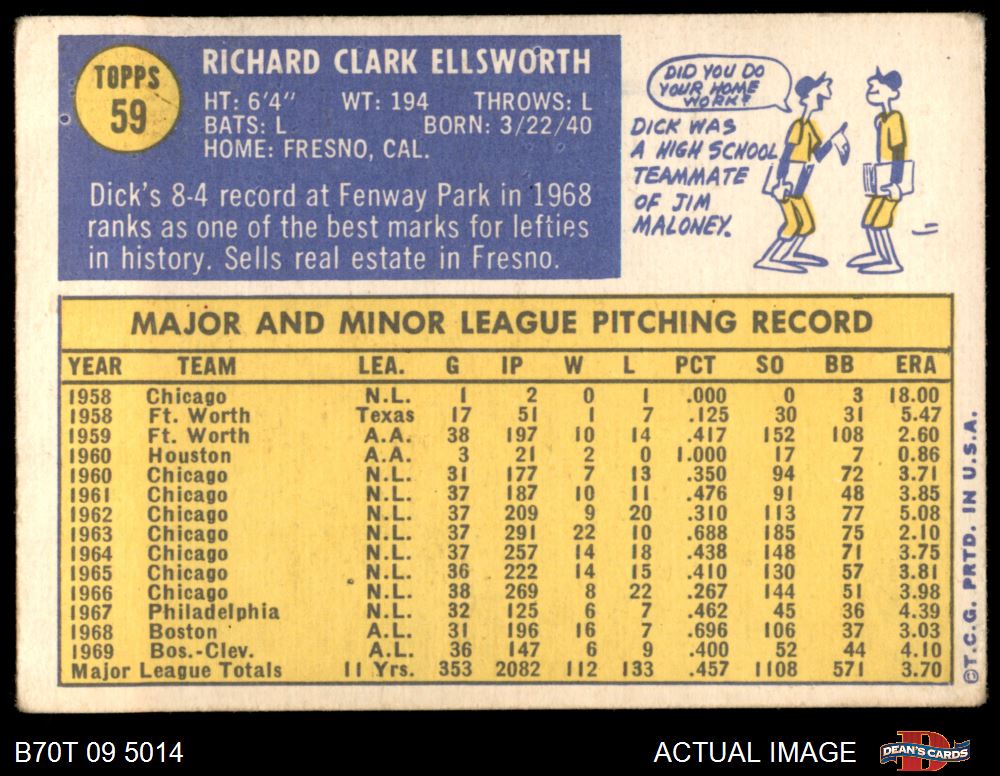 TOPPS
59
RICHARD CLARK ELLSWORTH
HT: 6'4" WT: 194 THROWS: L
BATS: L BORN: 3/22/40
HOME: FRESNO, CAL.
Dick's 8-4 record at Fenway Park in 1968
ranks as one of the best marks for lefties
in history. Sells real estate in Fresno.
DID YOU DO
YOUR HOME
WORK?
DICK WAS
A HIGH SCHOOL
TEAMMATE
OF JIM
MALONEY.
MAJOR AND MINOR LEAGUE PITCHING RECORD
YEAR TEAM LEA. G IP W L PCT SO BB ERA
1958 Chicago N.L. 1 2 0 1 .000 0 3 18.00
1958 Ft. Worth Texas 17 51 1 7 .125 30 31 5.47
1959 Ft. Worth A.A. 38 197 10 14 .417 152 108 2.60
1960 Houston A.A. 3 21 2 0 1.000 17 7 0.86
1960 Chicago N.L. 31 177 7 13 .350 94 72 3.71
1961 Chicago N.L. 37 187 10 11 .476 91 48 3.85
1962 Chicago N.L. 37 209 9 20 .310 113 77 5.08
1963 Chicago N.L. 37 291 22 10 .688 185 75 2.10
1964 Chicago N.L. 37 257 14 18 .438 148 71 3.75
1965 Chicago N.L. 36 222 14 15 .410 130 57 3.81
1966 Chicago N.L. 38 269 8 22 .267 144 51 3.98
1967 Philadelphia N.L. 32 125 6 7 .462 45 36 4.39
1968 Boston A.L. 31 196 16 7 .696 106 37 3.03
1969 Bos.-Clev. A.L. 36 147 6 9 .400 52 44 4.10
Major League Totals 11 Yrs. 353 2082 112 133 .457 1108 571 3.70
©T.C.G. PRTD. IN U.S.A.
B70T 09 5014
ACTUAL IMAGE
DEAN'S CARDS